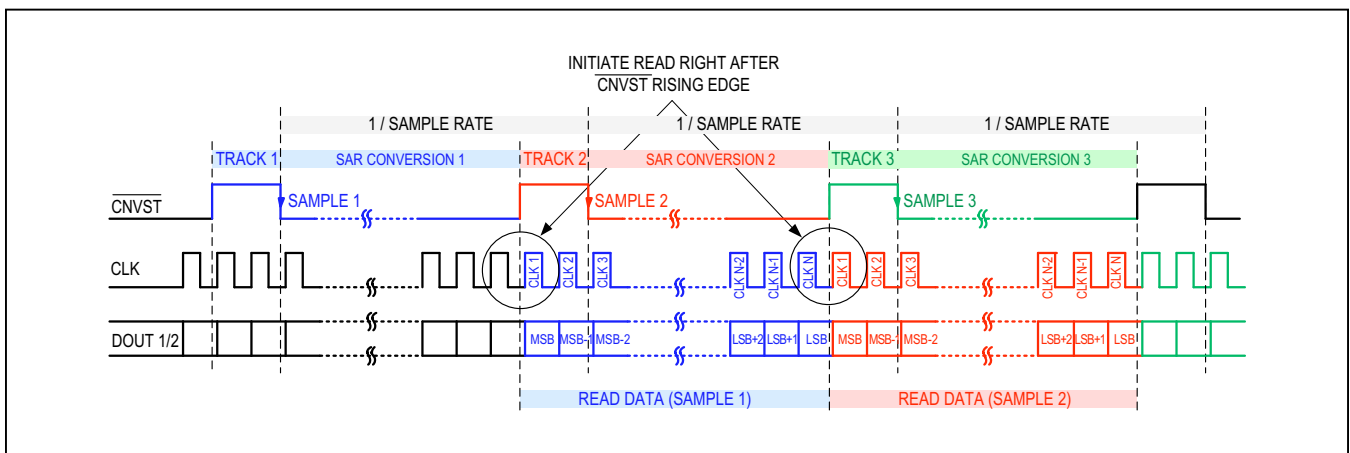 INITIATE READ RIGHT AFTER
CNVST RISING EDGE
1 / SAMPLE RATE 1 / SAMPLE RATE 1 / SAMPLE RATE
TRACK 1 SAR CONVERSION 1 TRACK 2 SAR CONVERSION 2 TRACK 3 SAR CONVERSION 3
CNVST SAMPLE 1 SAMPLE 2 SAMPLE 3
CLK CLK 1 CLK 2 CLK 3 CLK N-2 CLK N-1 CLK N CLK 1 CLK 2 CLK 3 CLK N-2 CLK N-1 CLK N
DOUT 1/2 MSB MSB-1 MSB-2 LSB+2 LSB+1 LSB MSB MSB-1 MSB-2 LSB+2 LSB+1 LSB
READ DATA (SAMPLE 1) READ DATA (SAMPLE 2)